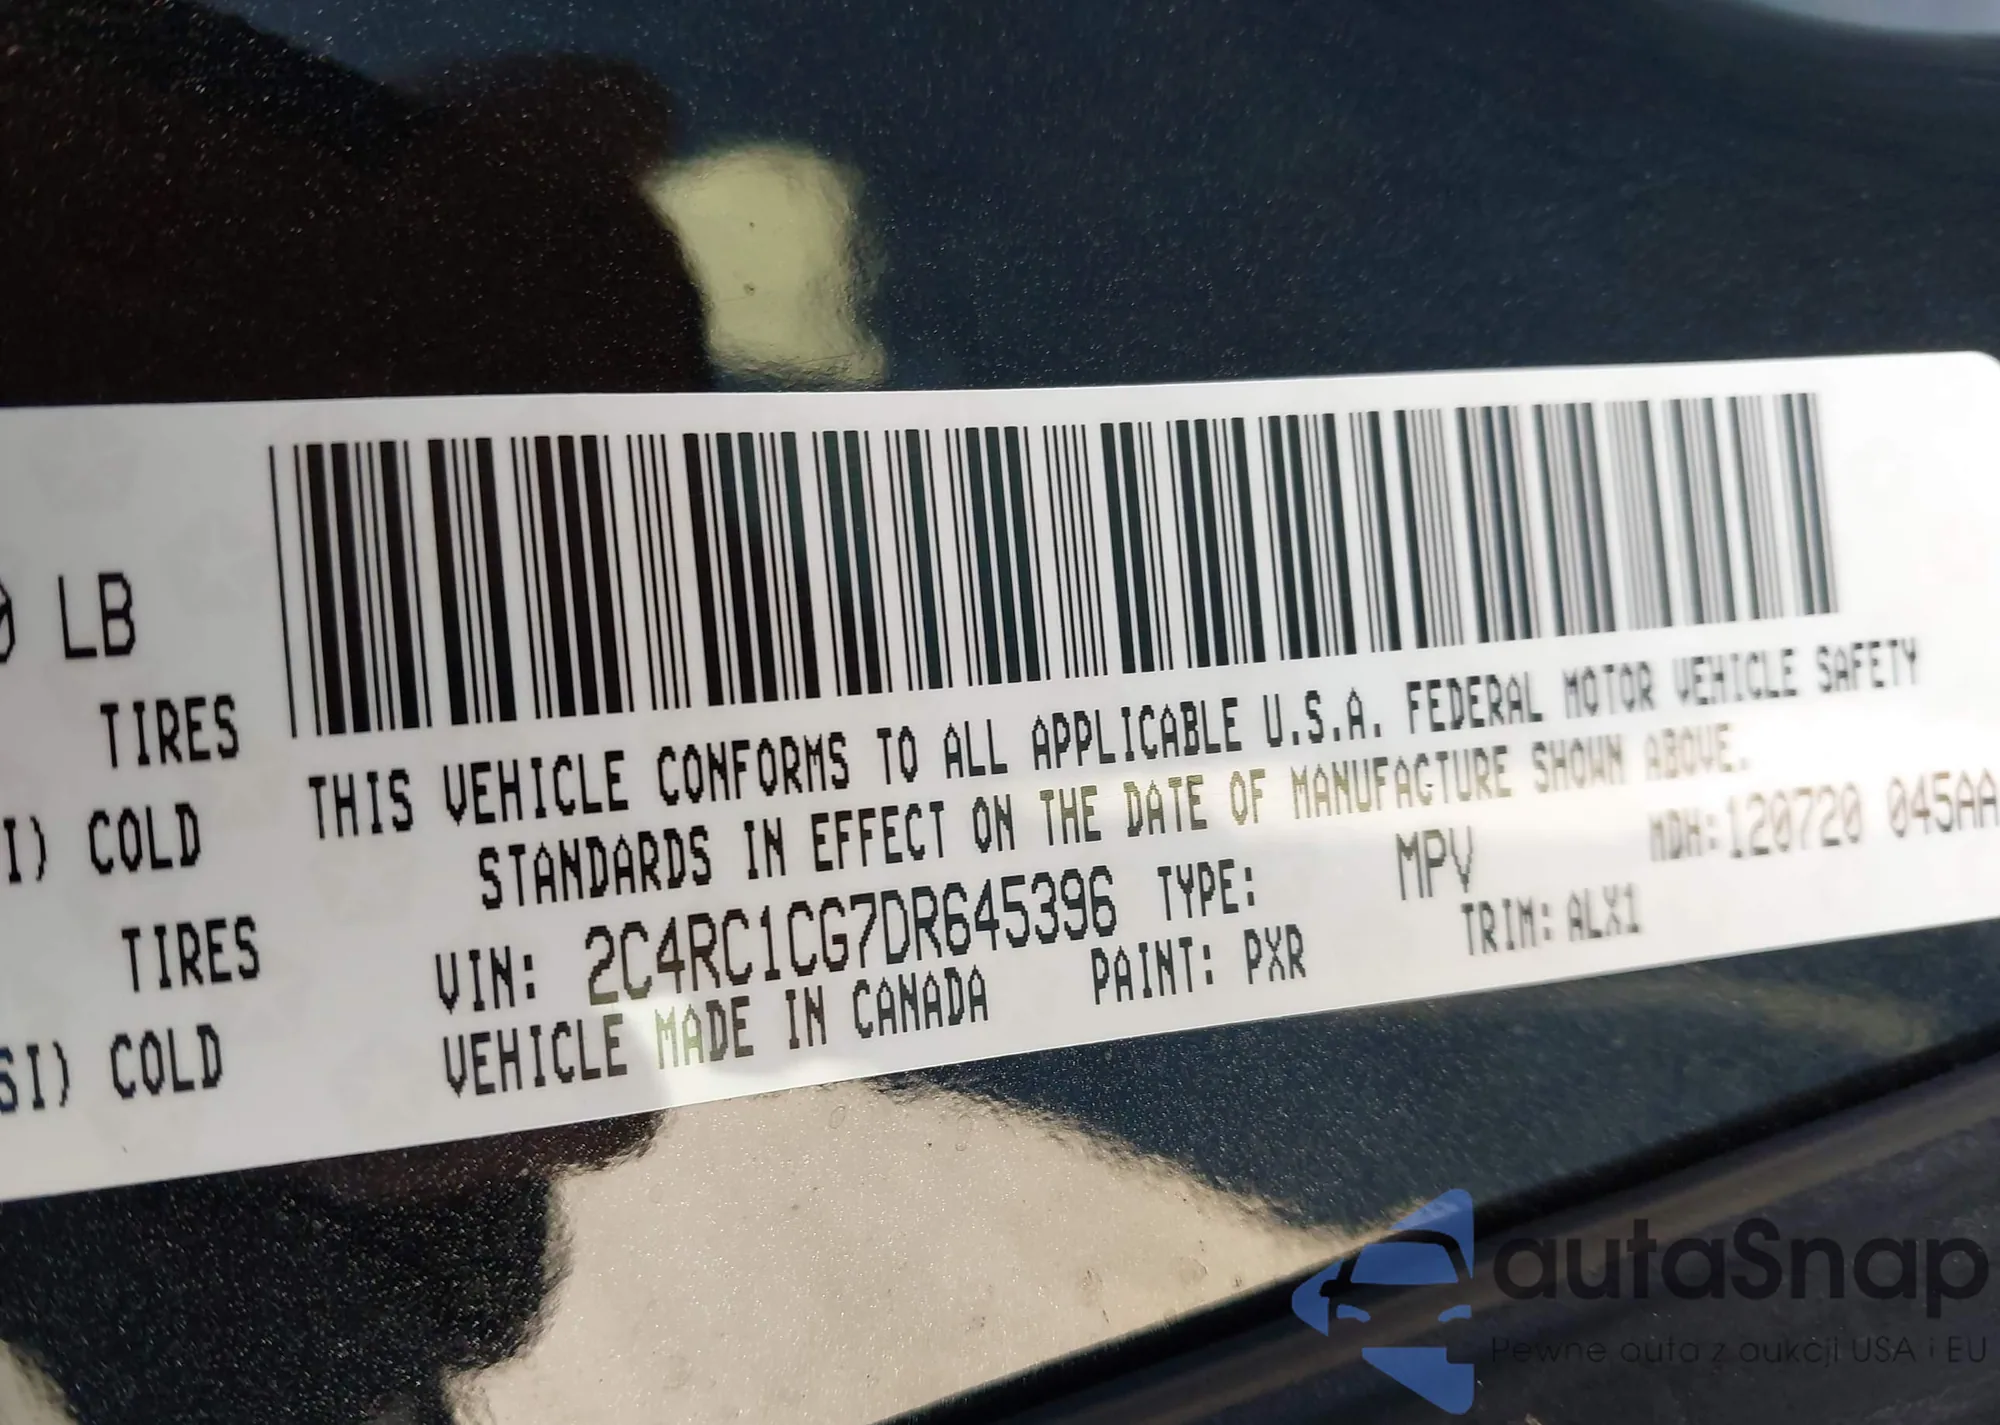 LB
TIRES
I) COLD
TIRES
SI) COLD
THIS VEHICLE CONFORMS TO ALL APPLICABLE U.S.A. FEDERAL MOTOR VEHICLE SAFETY
STANDARDS IN EFFECT ON THE DATE OF MANUFACTURE SHOWN ABOVE.
VIN: 2C4RC1CG7DR645396 TYPE: MPV MDH:120720 045AA
VEHICLE MADE IN CANADA PAINT: PXR TRIM: ALX1
autaSnap
Pewne auta z aukcji USA i EU